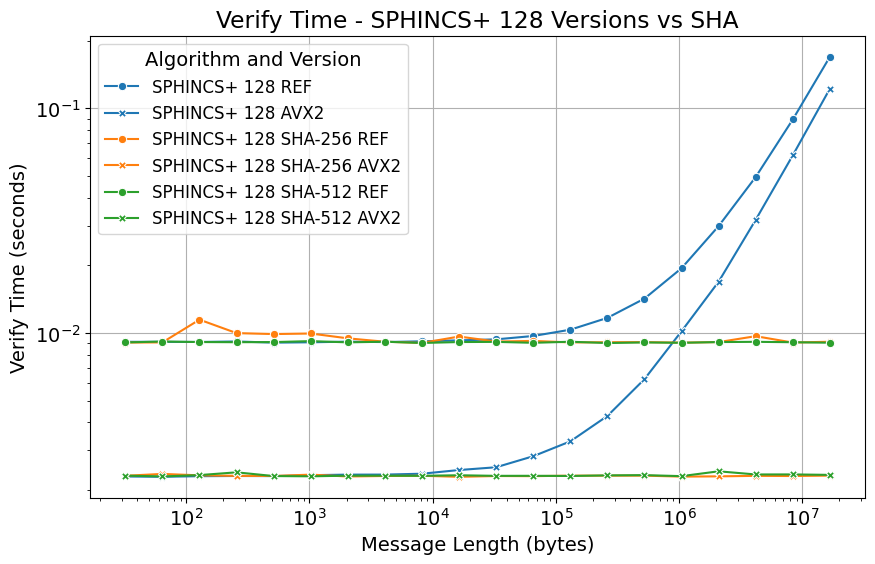 Verify Time - SPHINCS+ 128 Versions vs SHA
Algorithm and Version
SPHINCS+ 128 REF
SPHINCS+ 128 AVX2
SPHINCS+ 128 SHA-256 REF
SPHINCS+ 128 SHA-256 AVX2
SPHINCS+ 128 SHA-512 REF
SPHINCS+ 128 SHA-512 AVX2
Verify Time (seconds)
10⁻¹
10⁻²
10² 10³ 10⁴ 10⁵ 10⁶ 10⁷
Message Length (bytes)